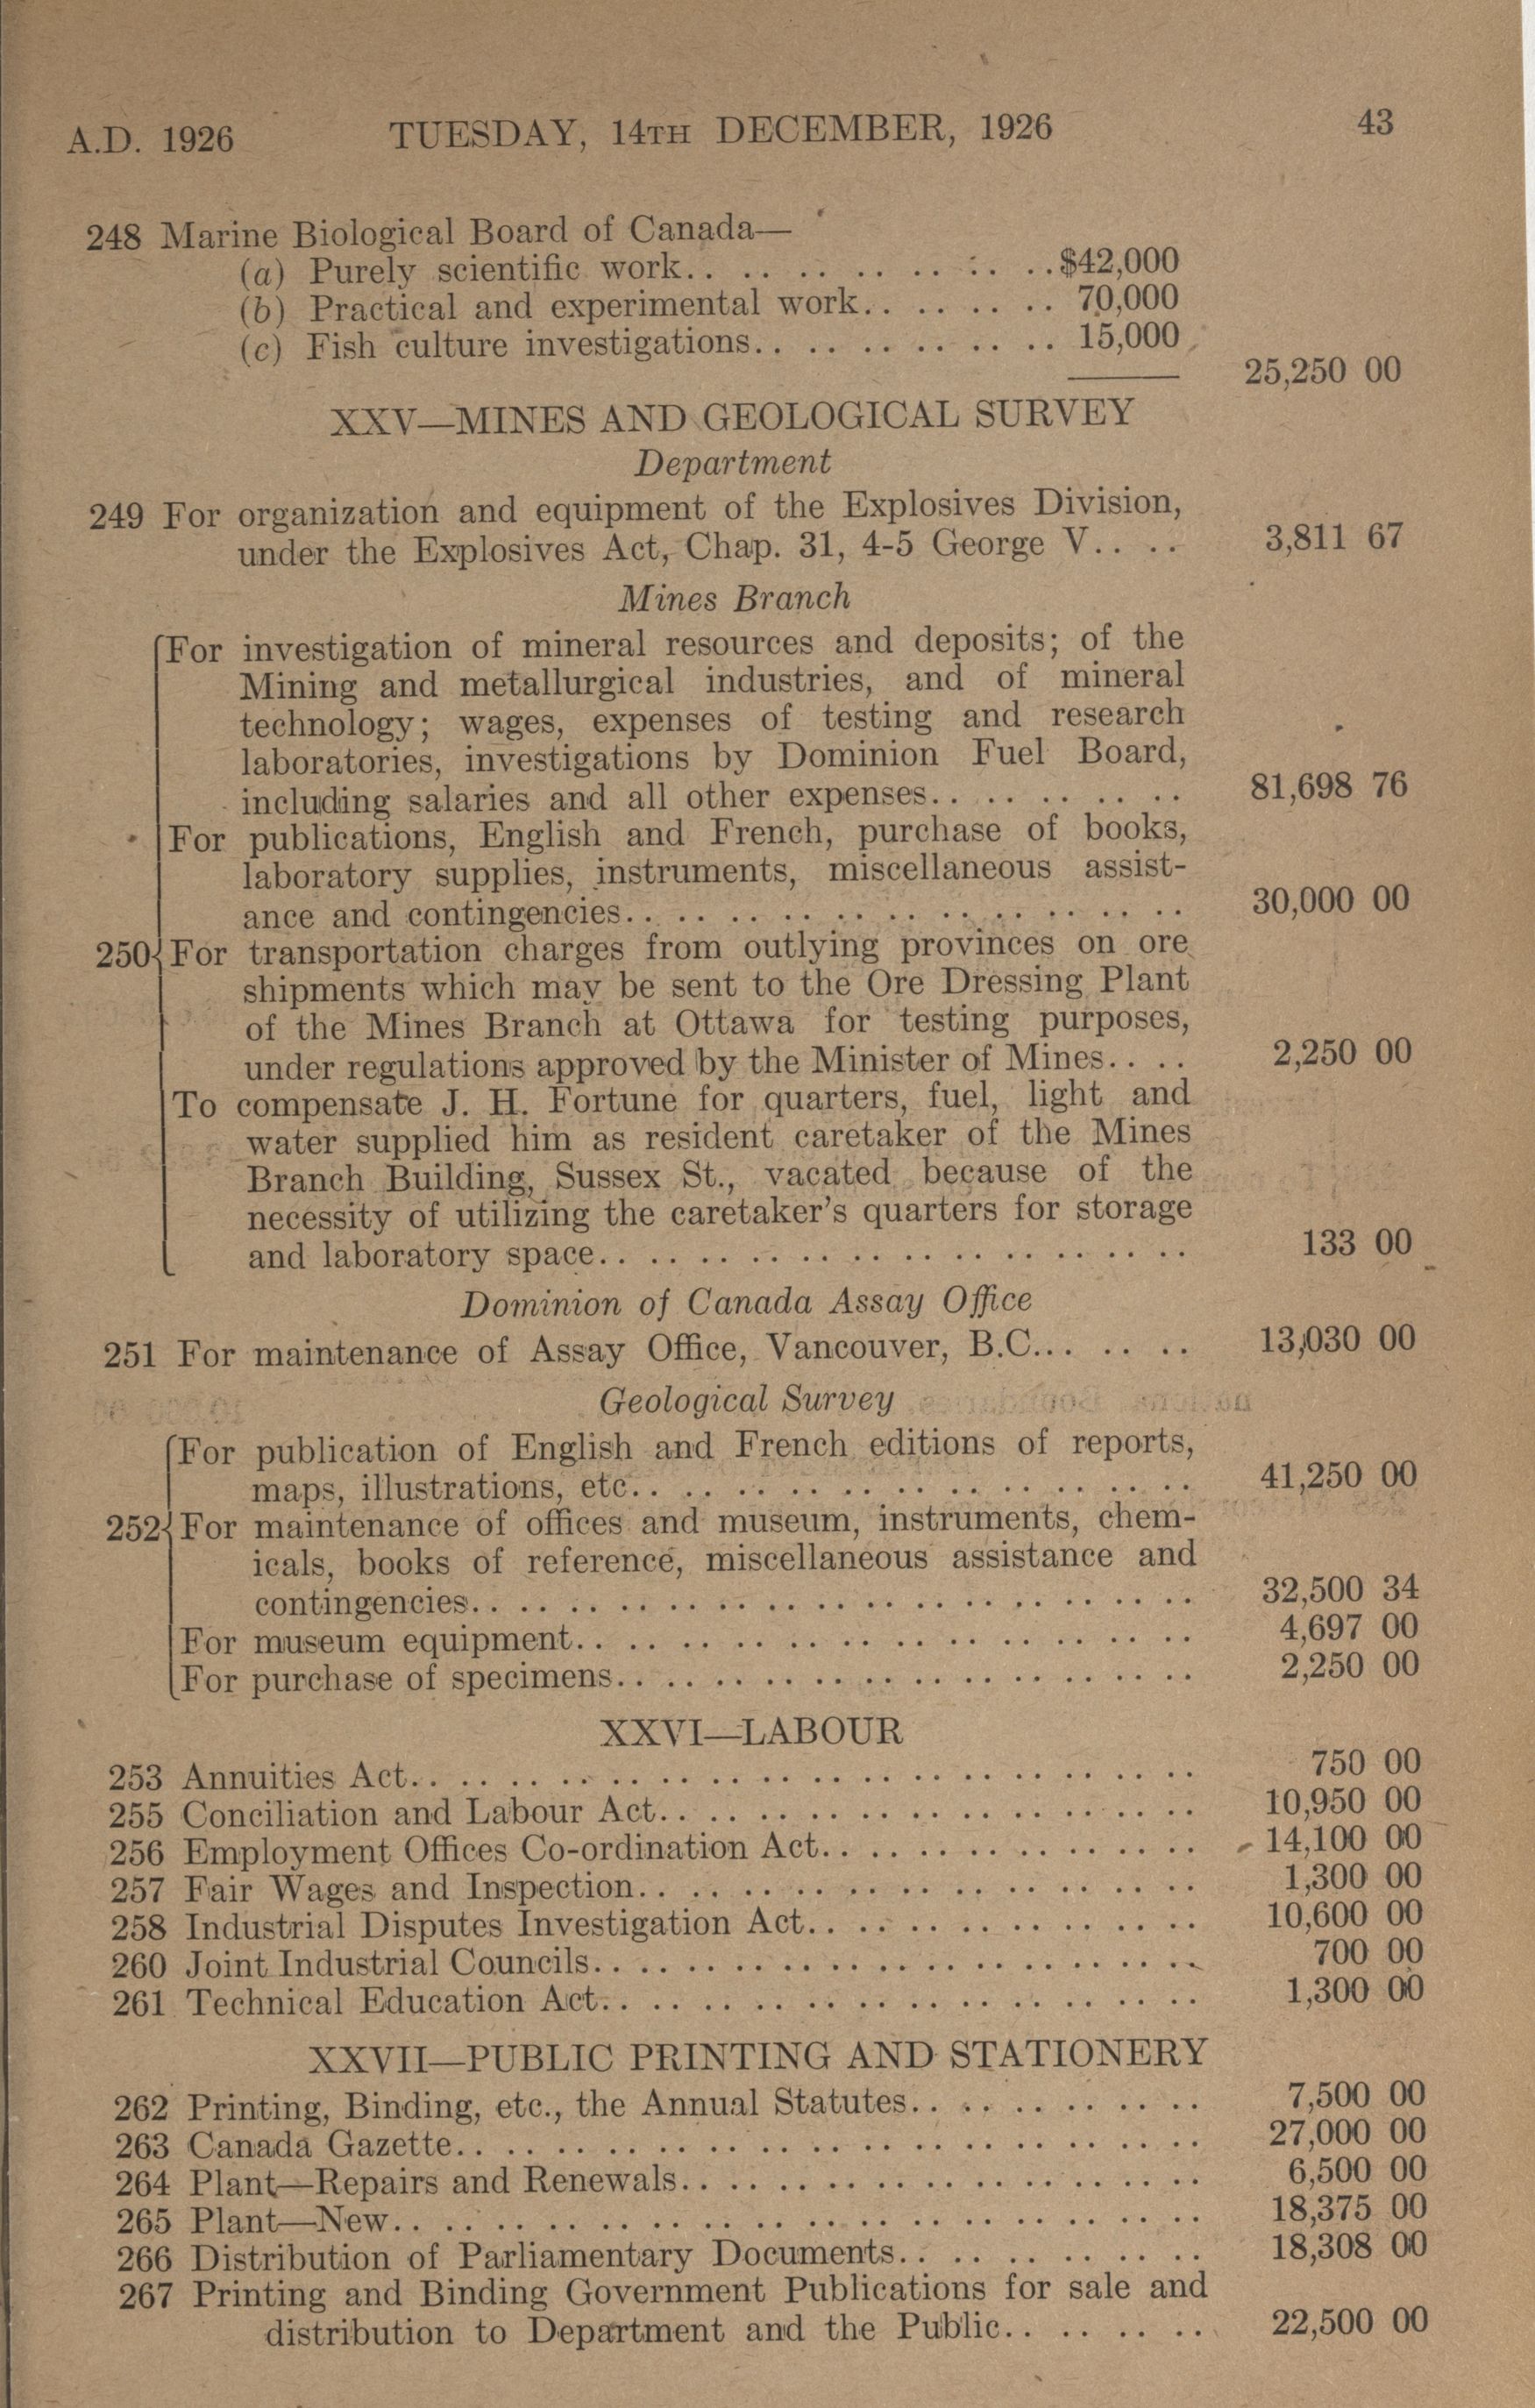 A.D. 1926 TUESDAY, 14TH DECEMBER, 1926 43
248 Marine Biological Board of Canada—
(a) Purely scientific work.. .. .. .. .. .. .. ..$42,000
(b) Practical and experimental work.. .. .. .. 70,000
(c) Fish culture investigations.. .. .. .. .. .. 15,000
25,250 00
XXV—MINES AND GEOLOGICAL SURVEY
Department
249 For organization and equipment of the Explosives Division,
under the Explosives Act, Chap. 31, 4-5 George V.. .. 3,811 67
Mines Branch
For investigation of mineral resources and deposits; of the
Mining and metallurgical industries, and of mineral
technology; wages, expenses of testing and research
laboratories, investigations by Dominion Fuel Board,
including salaries and all other expenses.. .. .. .. .. 81,698 76
For publications, English and French, purchase of books,
laboratory supplies, instruments, miscellaneous assist-
ance and contingencies.. .. .. .. .. .. .. .. .. .. .. 30,000 00
250 For transportation charges from outlying provinces on ore
shipments which may be sent to the Ore Dressing Plant
of the Mines Branch at Ottawa for testing purposes,
under regulations approved by the Minister of Mines.. .. 2,250 00
To compensate J. H. Fortune for quarters, fuel, light and
water supplied him as resident caretaker of the Mines
Branch Building, Sussex St., vacated because of the
necessity of utilizing the caretaker's quarters for storage
and laboratory space.. .. .. .. .. .. .. .. .. .. .. .. 133 00
Dominion of Canada Assay Office
251 For maintenance of Assay Office, Vancouver, B.C... .. .. .. 13,030 00
Geological Survey
For publication of English and French editions of reports,
maps, illustrations, etc.. .. .. .. .. .. .. .. .. .. .. 41,250 00
252 For maintenance of offices and museum, instruments, chem-
icals, books of reference, miscellaneous assistance and
contingencies.. .. .. .. .. .. .. .. .. .. .. .. .. .. 32,500 34
For museum equipment.. .. .. .. .. .. .. .. .. .. .. .. 4,697 00
For purchase of specimens.. .. .. .. .. .. .. .. .. .. .. 2,250 00
XXVI—LABOUR
253 Annuities Act.. .. .. .. .. .. .. .. .. .. .. .. .. .. .. 750 00
255 Conciliation and Labour Act.. .. .. .. .. .. .. .. .. .. .. 10,950 00
256 Employment Offices Co-ordination Act.. .. .. .. .. .. .. .. 14,100 00
257 Fair Wages and Inspection.. .. .. .. .. .. .. .. .. .. .. 1,300 00
258 Industrial Disputes Investigation Act.. .. .. .. .. .. .. .. 10,600 00
260 Joint Industrial Councils.. .. .. .. .. .. .. .. .. .. .. .. 700 00
261 Technical Education Act.. .. .. .. .. .. .. .. .. .. .. .. 1,300 00
XXVII—PUBLIC PRINTING AND STATIONERY
262 Printing, Binding, etc., the Annual Statutes.. .. .. .. .. .. 7,500 00
263 Canada Gazette.. .. .. .. .. .. .. .. .. .. .. .. .. .. .. 27,000 00
264 Plant—Repairs and Renewals.. .. .. .. .. .. .. .. .. .. .. 6,500 00
265 Plant—New.. .. .. .. .. .. .. .. .. .. .. .. .. .. .. .. 18,375 00
266 Distribution of Parliamentary Documents.. .. .. .. .. .. .. 18,308 00
267 Printing and Binding Government Publications for sale and
distribution to Department and the Public.. .. .. .. .. 22,500 00